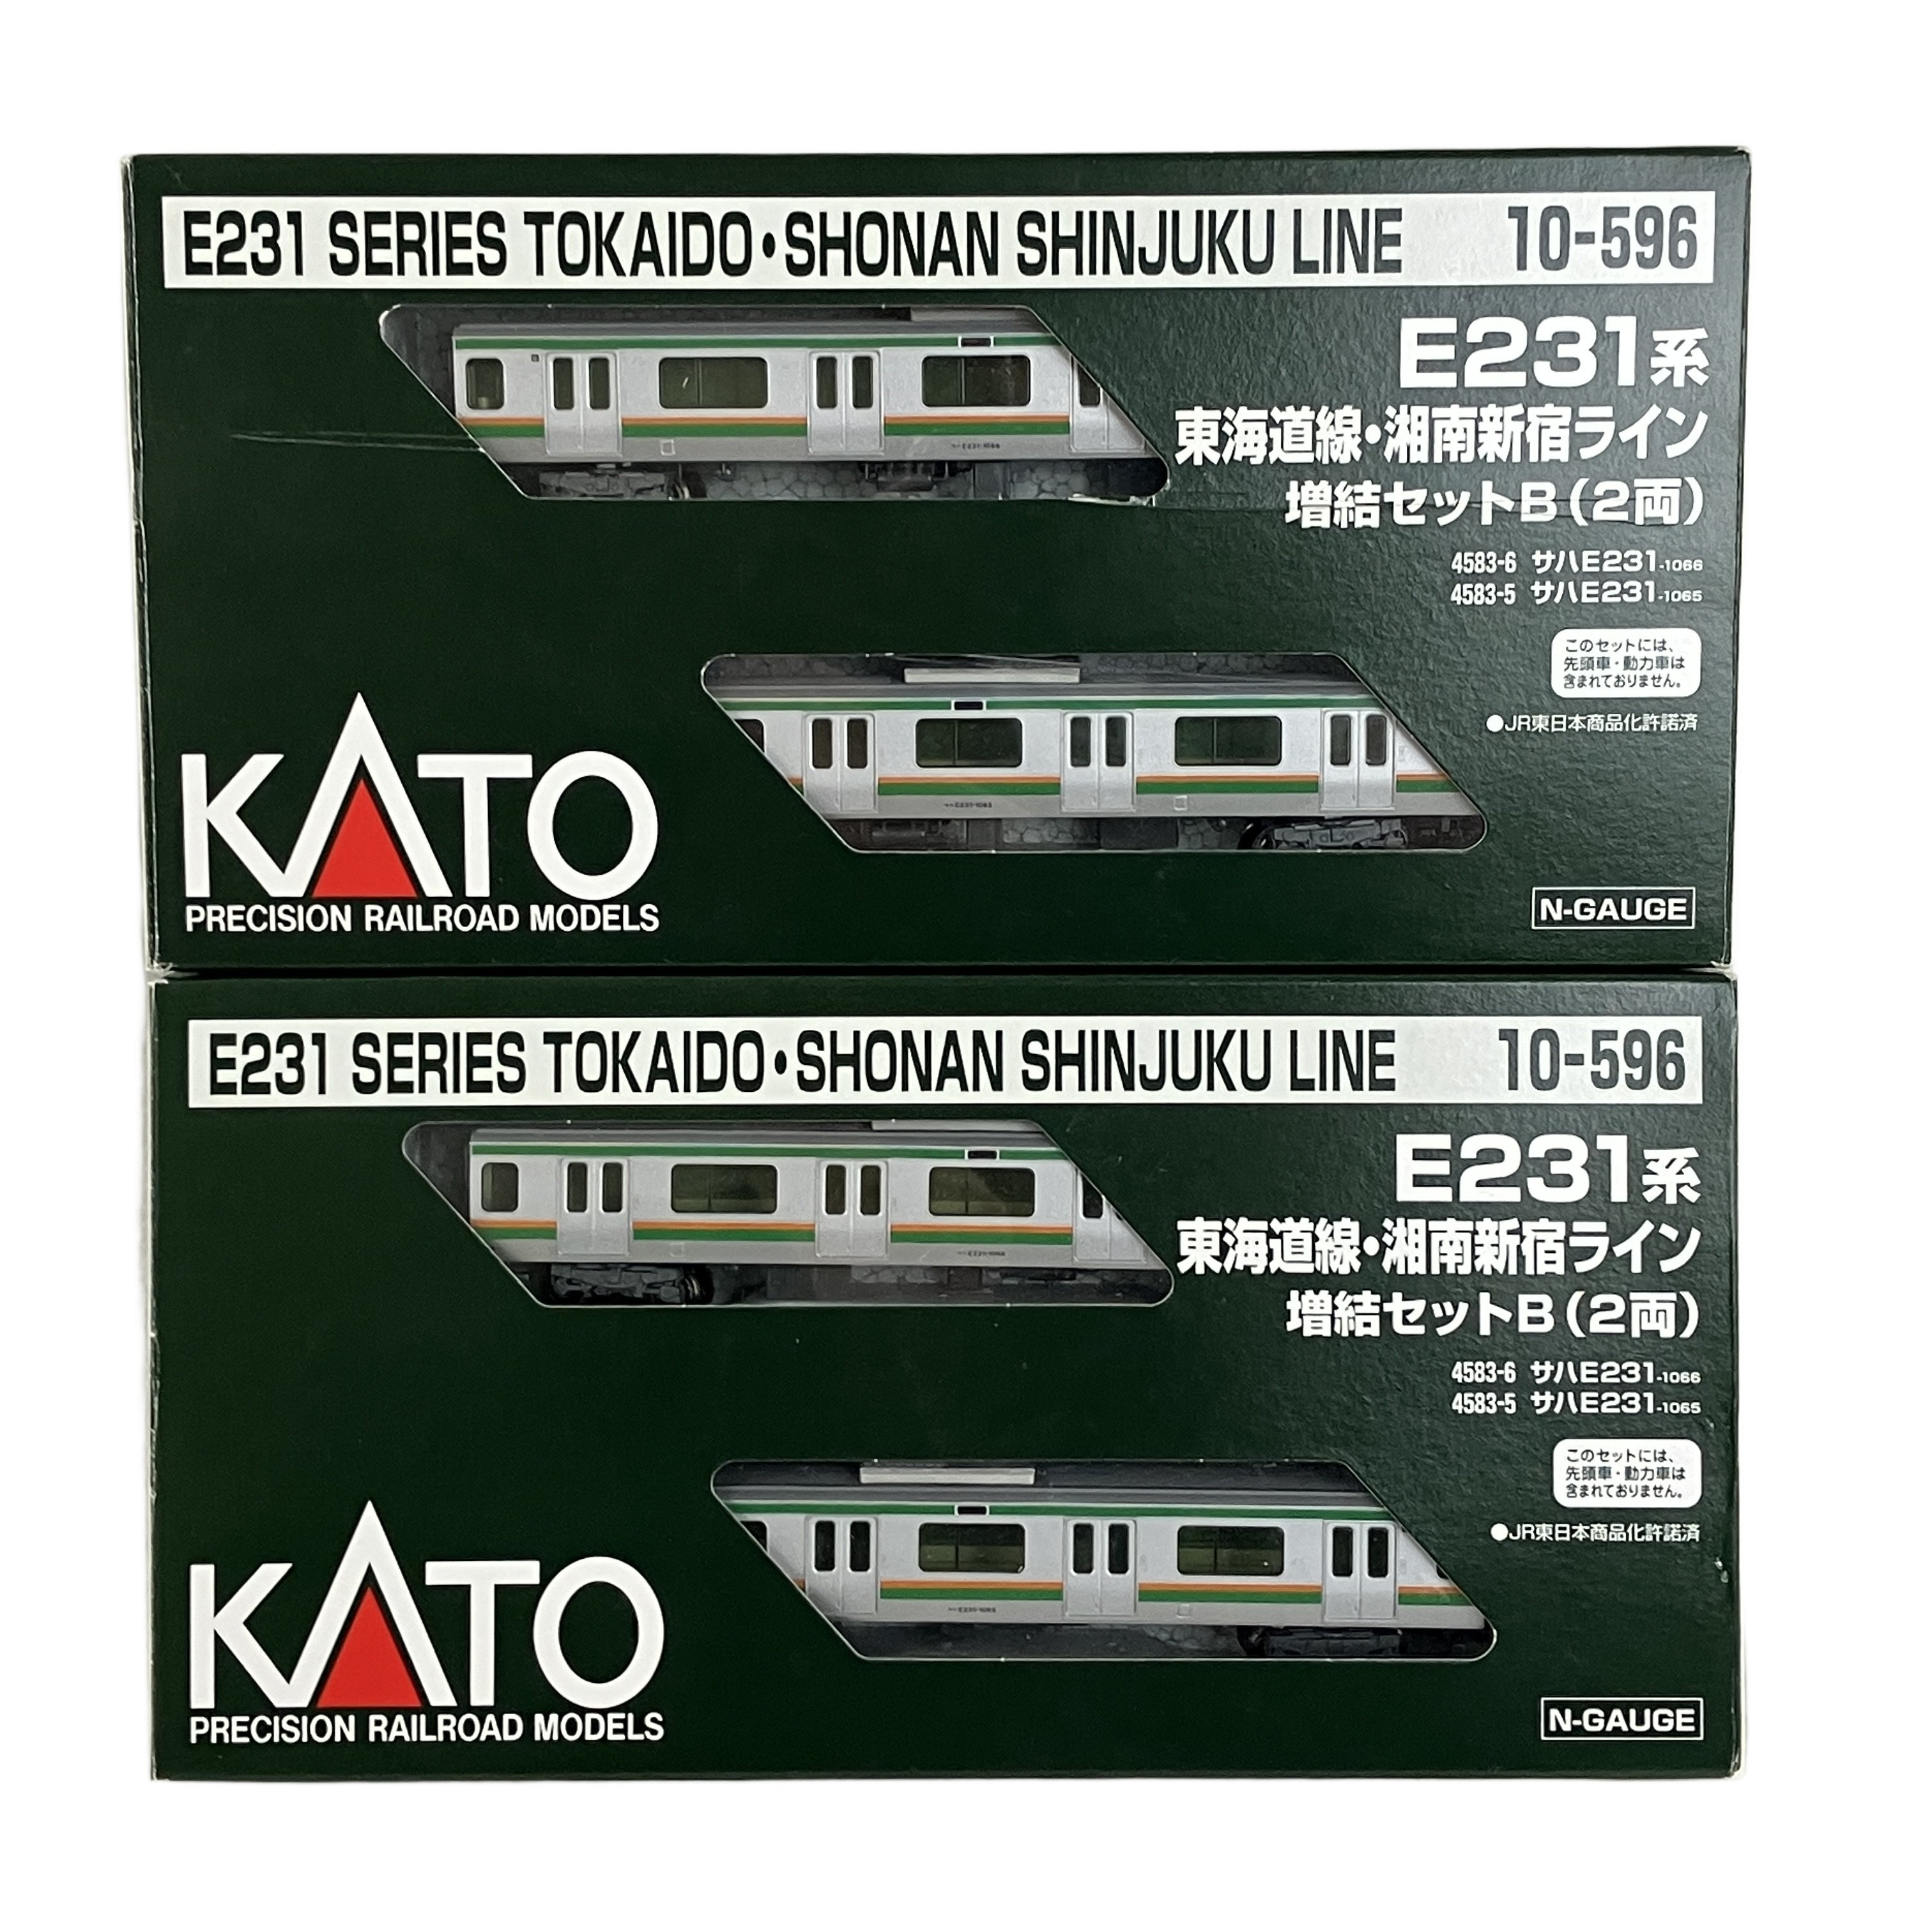 E231 SERIES TOKAIDO・SHONAN SHINJUKU LINE 10-596
E231系
東海道線・湘南新宿ライン
増結セットB(2両)
4583-6 サハE231-1066
4583-5 サハE231-1065
このセットには、
先頭車・動力車は
含まれておりません。
●JR東日本商品化許諾済
KATO
PRECISION RAILROAD MODELS
N-GAUGE
E231 SERIES TOKAIDO・SHONAN SHINJUKU LINE 10-596
E231系
東海道線・湘南新宿ライン
増結セットB(2両)
4583-6 サハE231-1066
4583-5 サハE231-1065
このセットには、
先頭車・動力車は
含まれておりません。
●JR東日本商品化許諾済
KATO
PRECISION RAILROAD MODELS
N-GAUGE